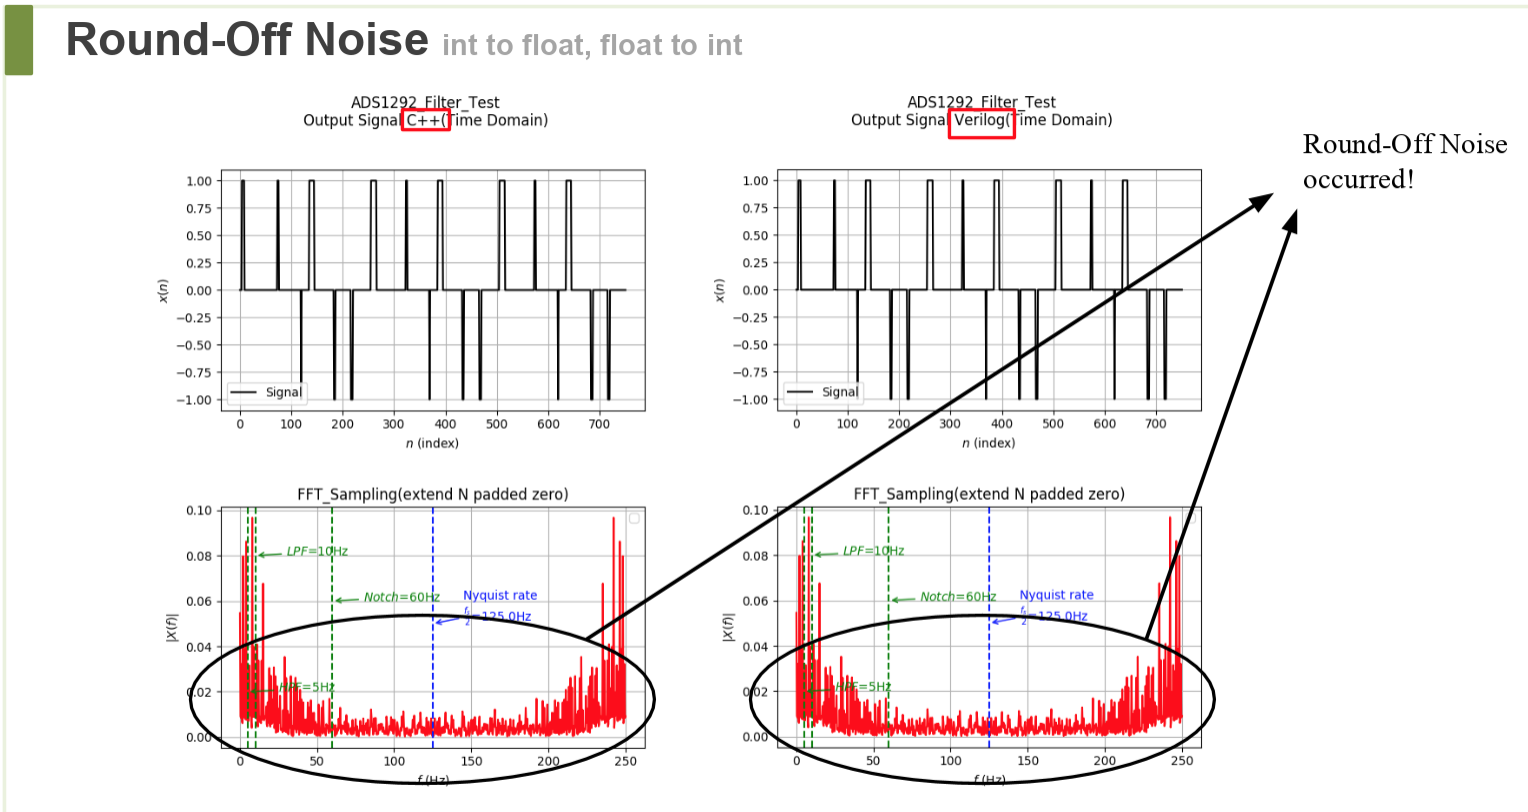 Round-Off Noise int to float, float to int
ADS1292_Filter_Test
Output Signal C++(Time Domain)
1.00
0.75
0.50
0.25
0.00
−0.25
−0.50
−0.75
−1.00
x(n)
Signal
0 100 200 300 400 500 600 700
n (index)
ADS1292_Filter_Test
Output Signal Verilog(Time Domain)
1.00
0.75
0.50
0.25
0.00
−0.25
−0.50
−0.75
−1.00
x(n)
Signal
0 100 200 300 400 500 600 700
n (index)
Round-Off Noise
occurred!
FFT_Sampling(extend N padded zero)
0.10
0.08
0.06
0.04
0.02
0.00
|X(f)|
LPF=10Hz
Notch=60Hz
Nyquist rate
fs/2=125.0Hz
HPF=5Hz
0 50 100 150 200 250
f (Hz)
FFT_Sampling(extend N padded zero)
0.10
0.08
0.06
0.04
0.02
0.00
|X(f)|
LPF=10Hz
Notch=60Hz
Nyquist rate
fs/2=125.0Hz
HPF=5Hz
0 50 100 150 200 250
f (Hz)